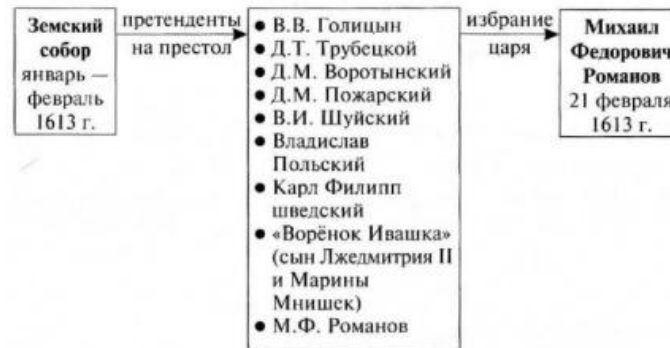 Земский
собор
январь —
февраль
1613 г.
претенденты
на престол
● В.В. Голицын
● Д.Т. Трубецкой
● Д.М. Воротынский
● Д.М. Пожарский
● В.И. Шуйский
● Владислав
Польский
● Карл Филипп
шведский
● «Ворёнок Ивашка»
(сын Лжедмитрия II
и Марины
Мнишек)
● М.Ф. Романов
избрание
царя
Михаил
Федорович
Романов
21 февраля
1613 г.